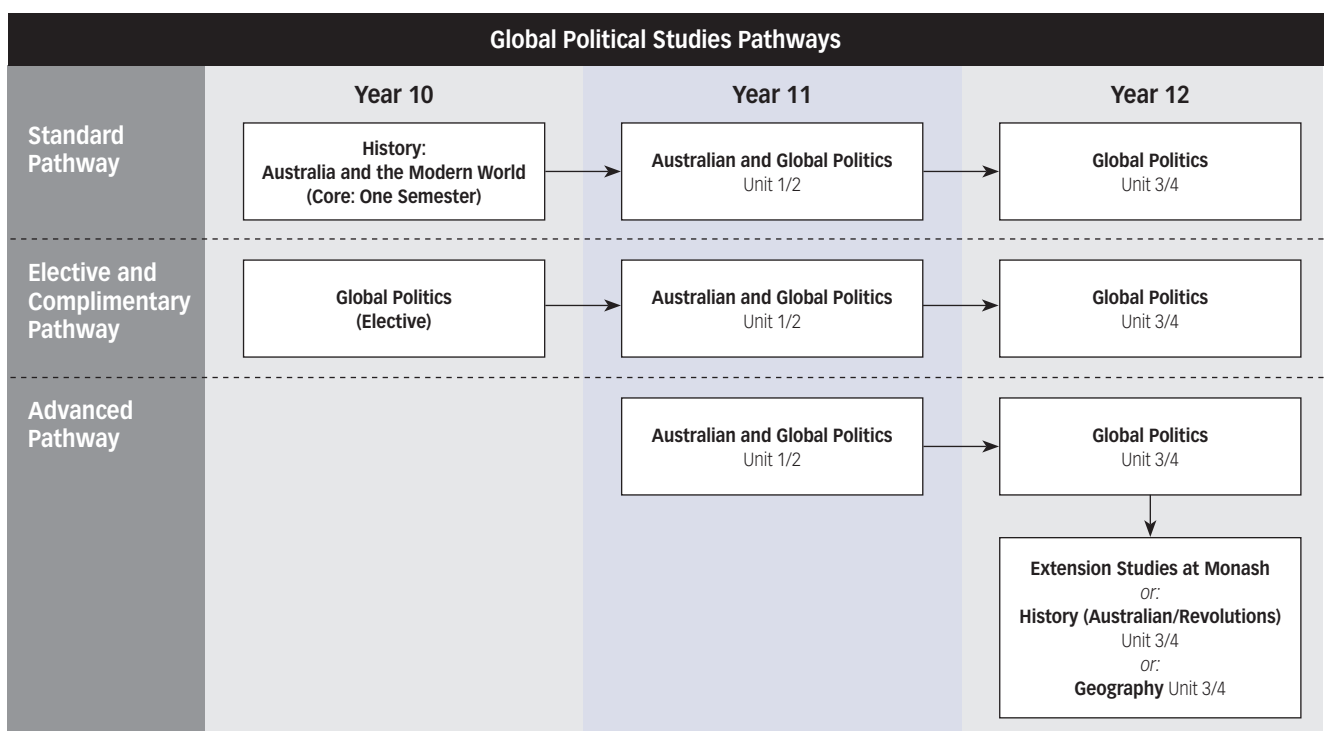 Global Political Studies Pathways
Year 10
Year 11
Year 12
Standard
Pathway
History:
Australia and the Modern World
(Core: One Semester)
Australian and Global Politics
Unit 1/2
Global Politics
Unit 3/4
Elective and
Complimentary
Pathway
Global Politics
(Elective)
Australian and Global Politics
Unit 1/2
Global Politics
Unit 3/4
Advanced
Pathway
Australian and Global Politics
Unit 1/2
Global Politics
Unit 3/4
Extension Studies at Monash
or:
History (Australian/Revolutions)
Unit 3/4
or:
Geography Unit 3/4